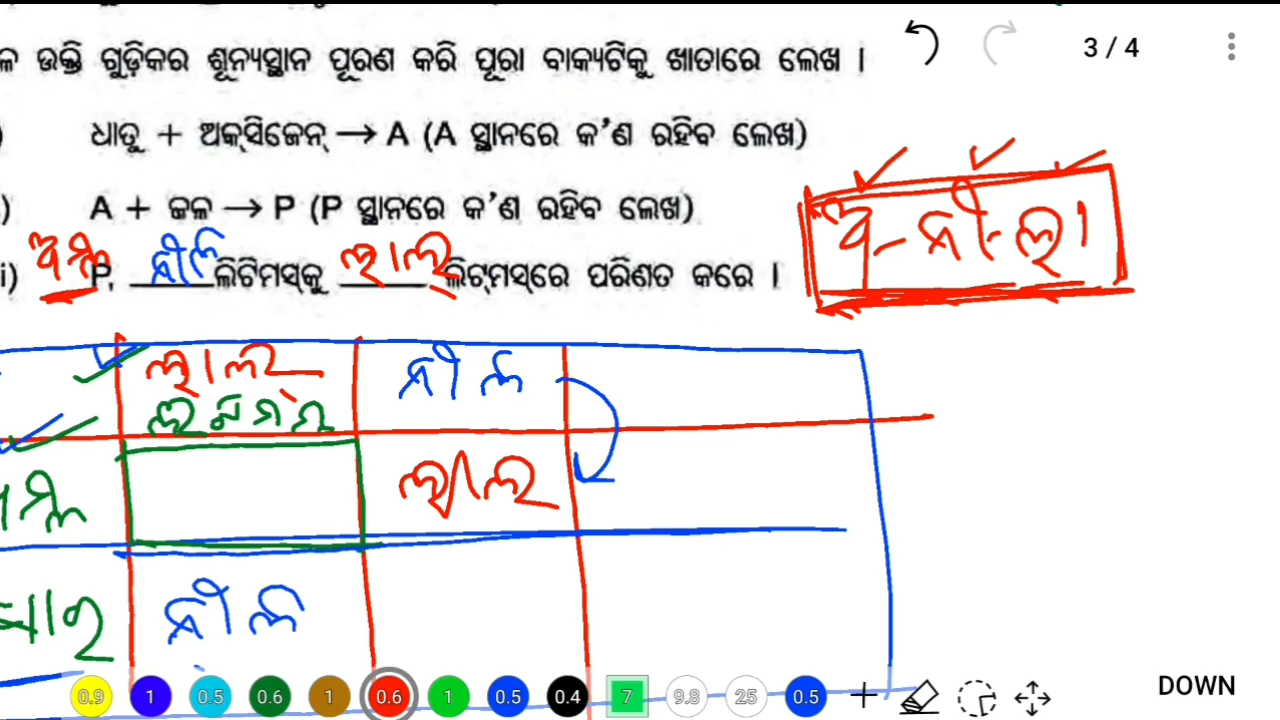 ଉକ୍ତି ଗୁଡ଼ିକର ଶୂନ୍ୟସ୍ଥାନ ପୂରଣ କରି ପୂରା ବାକ୍ୟଟିକୁ ଖାତାରେ ଲେଖ ।
3 / 4
ଧାତୁ + ଅକ୍‌ସିଜେନ୍ → A (A ସ୍ଥାନରେ କ'ଣ ରହିବ ଲେଖ)
) A + ଜଳ → P (P ସ୍ଥାନରେ କ'ଣ ରହିବ ଲେଖ)
i) ଅମ୍ଳ P, ନୀଳ ଲିଟିମସ୍‌କୁ ଲାଲ୍ ଲିଟ୍‌ମସ୍‌ରେ ପରିଣତ କରେ ।
ଅ - ନୀ - ଲା
ଲାଲ ନୀଳ
ଲାଲ
ନୀଳ
0.9 1 0.5 0.6 1 0.6 1 0.5 0.4 7 9.8 25 0.5
DOWN